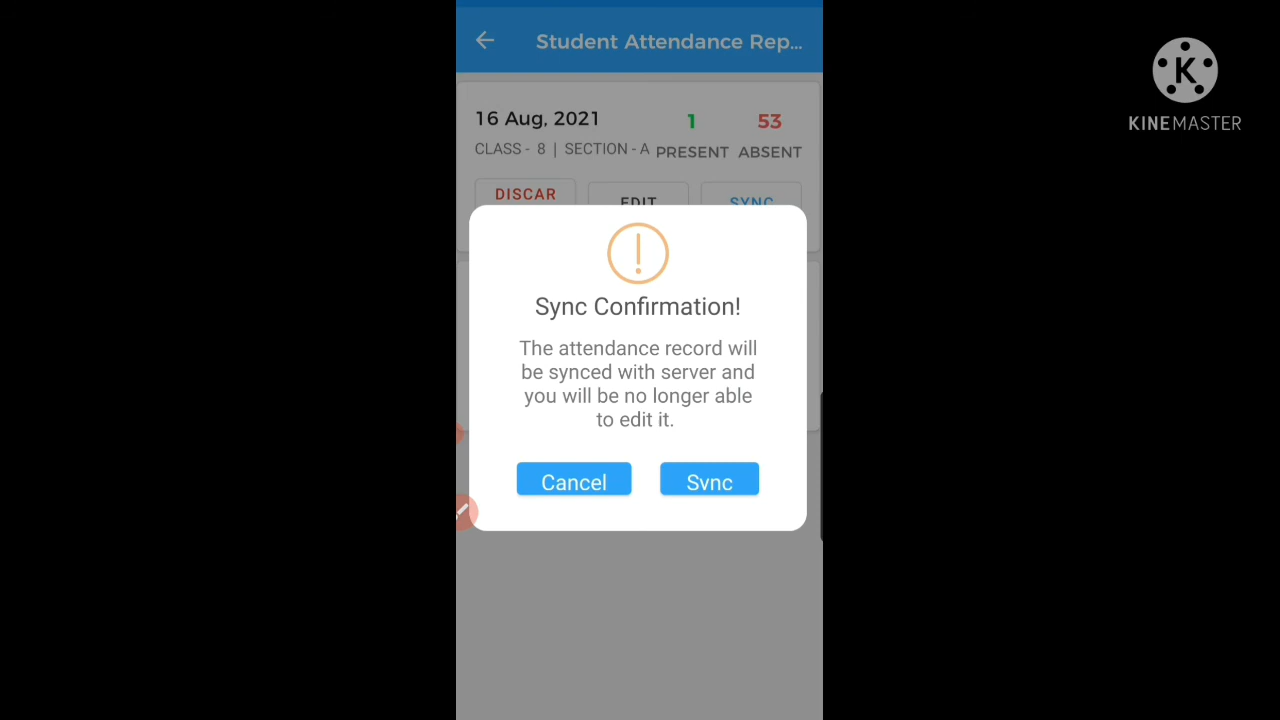 Student Attendance Rep...
KINEMASTER
16 Aug, 2021
1
53
CLASS - 8 | SECTION - A
PRESENT
ABSENT
DISCAR
EDIT
SYNC
Sync Confirmation!
The attendance record will
be synced with server and
you will be no longer able
to edit it.
Cancel
Sync